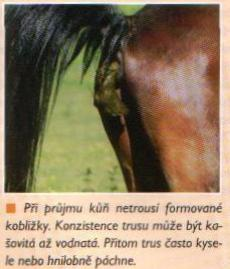 Při průjmu kůň netrousí formované
koblížky. Konzistence trusu může být ka-
šovitá až vodnatá. Přitom trus často kyse-
le nebo hnilobně páchne.